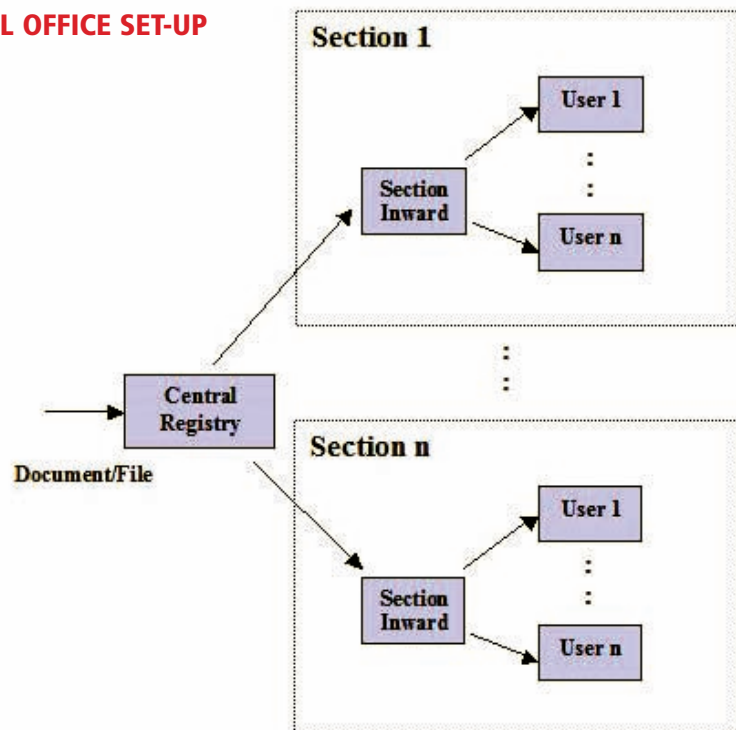 L OFFICE SET-UP
Section 1
User 1
:
:
Section
Inward
User n
:
:
Central
Registry
Document/File
Section n
User 1
:
:
Section
Inward
User n